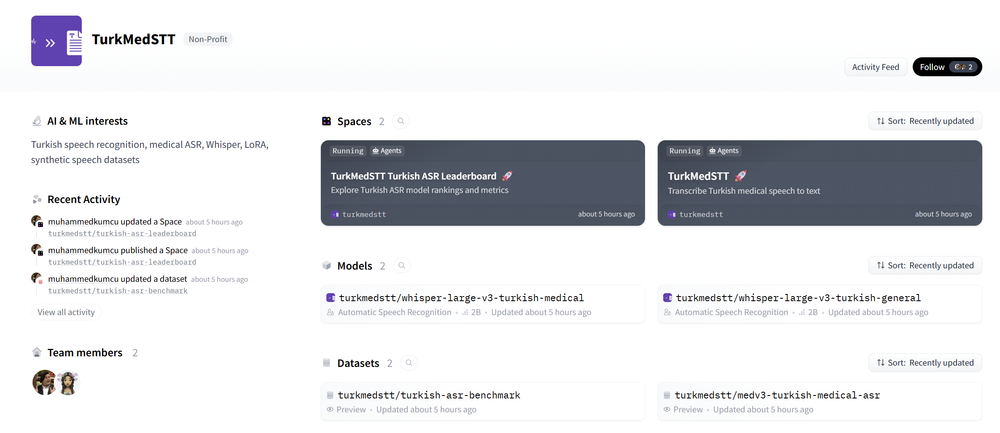 TurkMedSTT
Non-Profit
Activity Feed
Follow 2
AI & ML interests
Turkish speech recognition, medical ASR, Whisper, LoRA,
synthetic speech datasets
Recent Activity
muhammedkumcu updated a Space about 5 hours ago
turkmedstt/turkish-asr-leaderboard
muhammedkumcu published a Space about 5 hours ago
turkmedstt/turkish-asr-leaderboard
muhammedkumcu updated a dataset about 5 hours ago
turkmedstt/turkish-asr-benchmark
View all activity
Team members 2
Spaces 2
Sort: Recently updated
Running Agents
TurkMedSTT Turkish ASR Leaderboard 🚀
Explore Turkish ASR model rankings and metrics
turkmedstt about 5 hours ago
Running Agents
TurkMedSTT 🚀
Transcribe Turkish medical speech to text
turkmedstt about 5 hours ago
Models 2
Sort: Recently updated
turkmedstt/whisper-large-v3-turkish-medical
Automatic Speech Recognition • 2B • Updated about 5 hours ago
turkmedstt/whisper-large-v3-turkish-general
Automatic Speech Recognition • 2B • Updated about 5 hours ago
Datasets 2
Sort: Recently updated
turkmedstt/turkish-asr-benchmark
Preview • Updated about 5 hours ago
turkmedstt/medv3-turkish-medical-asr
Preview • Updated about 5 hours ago